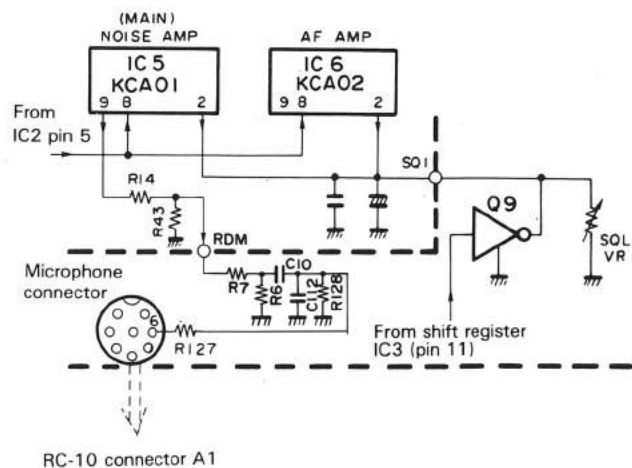 (MAIN)
NOISE AMP
AF AMP
IC 5
KCA01
9 8 2
IC 6
KCA02
9 8 2
From
IC2 pin 5
R14
R43
SQ1
RDM
Q9
SQL
VR
Microphone
connector
R7
R6
C10
C112
R128
6
1
R127
From shift register
IC3 (pin 11)
RC-10 connector A1